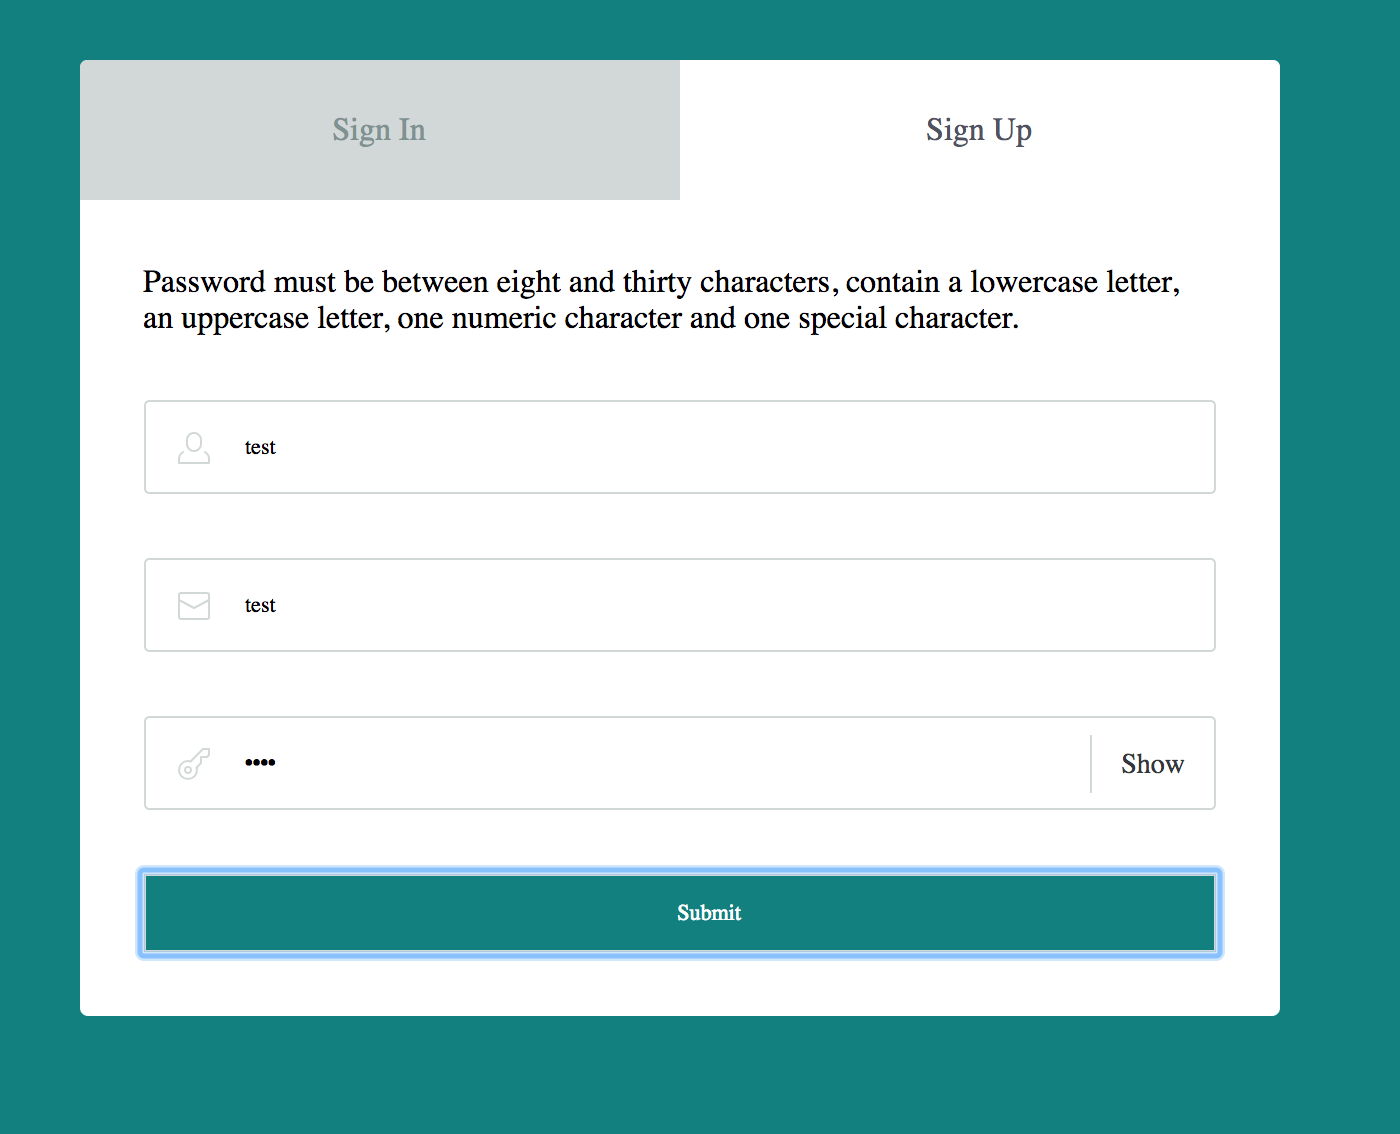 Sign In
Sign Up
Password must be between eight and thirty characters, contain a lowercase letter,
an uppercase letter, one numeric character and one special character.
test
test
••••
Show
Submit